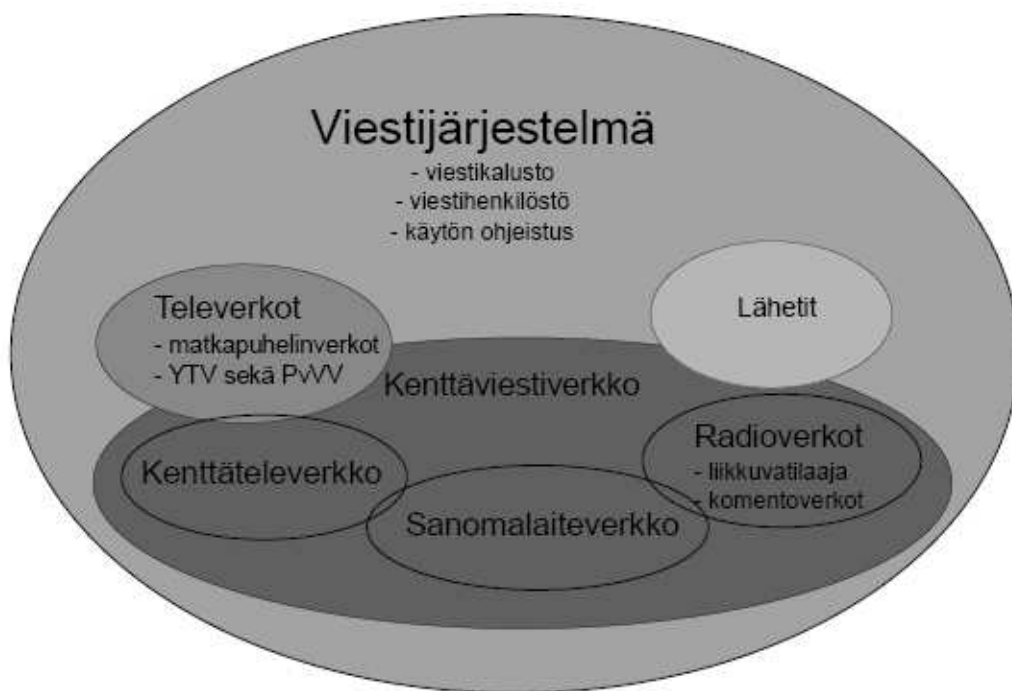 Viestijärjestelmä
- viestikalusto
- viestihenkilöstö
- käytön ohjeistus
Televerkot
- matkapuhelinverkot
- YTV sekä PvVV
Lähetit
Kenttäviestiverkko
Kenttäteleverkko
Sanomalaiteverkko
Radioverkot
- liikkuvatilaaja
- komentoverkot